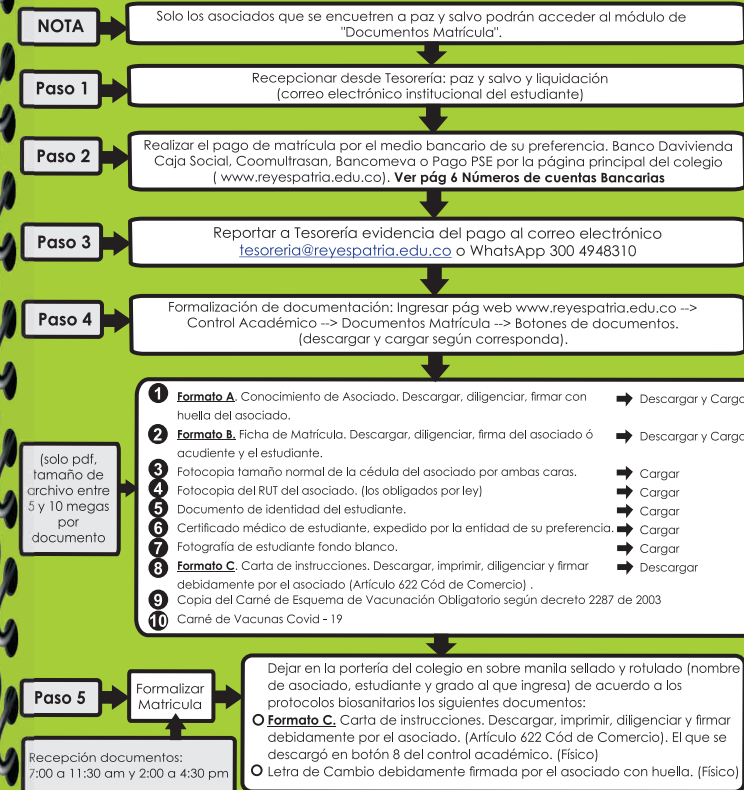 NOTA
Solo los asociados que se encuetren a paz y salvo podrán acceder al módulo de
"Documentos Matrícula".
Paso 1
Recepcionar desde Tesorería: paz y salvo y liquidación
(correo electrónico institucional del estudiante)
Paso 2
Realizar el pago de matrícula por el medio bancario de su preferencia. Banco Davivienda
Caja Social, Coomultrasan, Bancomeva o Pago PSE por la página principal del colegio
( www.reyespatria.edu.co). Ver pág 6 Números de cuentas Bancarias
Paso 3
Reportar a Tesorería evidencia del pago al correo electrónico
tesoreria@reyespatria.edu.co o WhatsApp 300 4948310
Paso 4
Formalización de documentación: Ingresar pág web www.reyespatria.edu.co -->
Control Académico --> Documentos Matrícula --> Botones de documentos.
(descargar y cargar según corresponda).
(solo pdf,
tamaño de
archivo entre
5 y 10 megas
por
documento
1 Formato A. Conocimiento de Asociado. Descargar, diligenciar, firmar con
huella del asociado.
Descargar y Carga
2 Formato B. Ficha de Matrícula. Descargar, diligenciar, firma del asociado ó
acudiente y el estudiante.
Descargar y Carga
3 Fotocopia tamaño normal de la cédula del asociado por ambas caras.
Cargar
4 Fotocopia del RUT del asociado. (los obligados por ley)
Cargar
5 Documento de identidad del estudiante.
Cargar
6 Certificado médico de estudiante, expedido por la entidad de su preferencia.
Cargar
7 Fotografía de estudiante fondo blanco.
Cargar
8 Formato C. Carta de instrucciones. Descargar, imprimir, diligenciar y firmar
debidamente por el asociado (Artículo 622 Cód de Comercio) .
Descargar
9 Copia del Carné de Esquema de Vacunación Obligatorio según decreto 2287 de 2003
10 Carné de Vacunas Covid - 19
Paso 5
Formalizar
Matricula
Recepción documentos:
7:00 a 11:30 am y 2:00 a 4:30 pm
Dejar en la portería del colegio en sobre manila sellado y rotulado (nombre
de asociado, estudiante y grado al que ingresa) de acuerdo a los
protocolos biosanitarios los siguientes documentos:
Formato C. Carta de instrucciones. Descargar, imprimir, diligenciar y firmar
debidamente por el asociado. (Artículo 622 Cód de Comercio). El que se
descargó en botón 8 del control académico. (Físico)
Letra de Cambio debidamente firmada por el asociado con huella. (Físico)